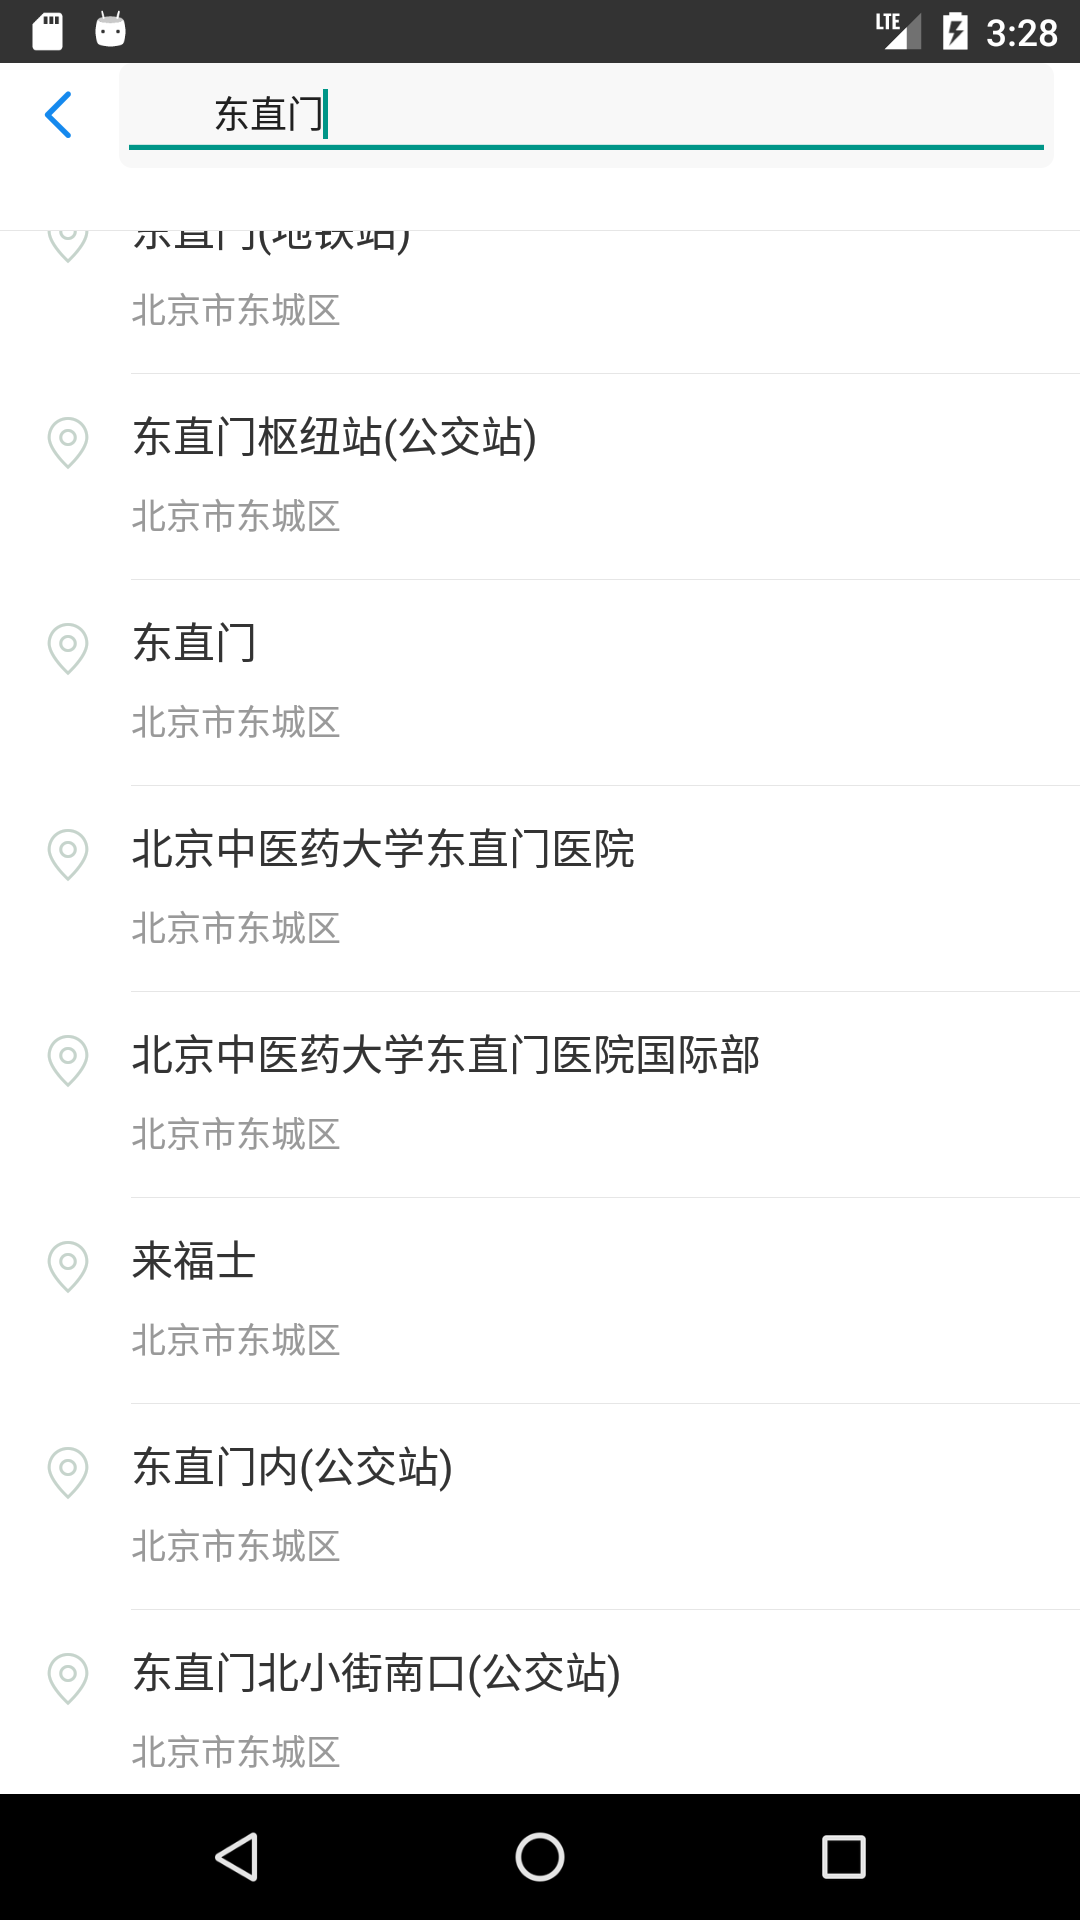 LTE 3:28
东直门
东直门(地铁站)
北京市东城区
东直门枢纽站(公交站)
北京市东城区
东直门
北京市东城区
北京中医药大学东直门医院
北京市东城区
北京中医药大学东直门医院国际部
北京市东城区
来福士
北京市东城区
东直门内(公交站)
北京市东城区
东直门北小街南口(公交站)
北京市东城区